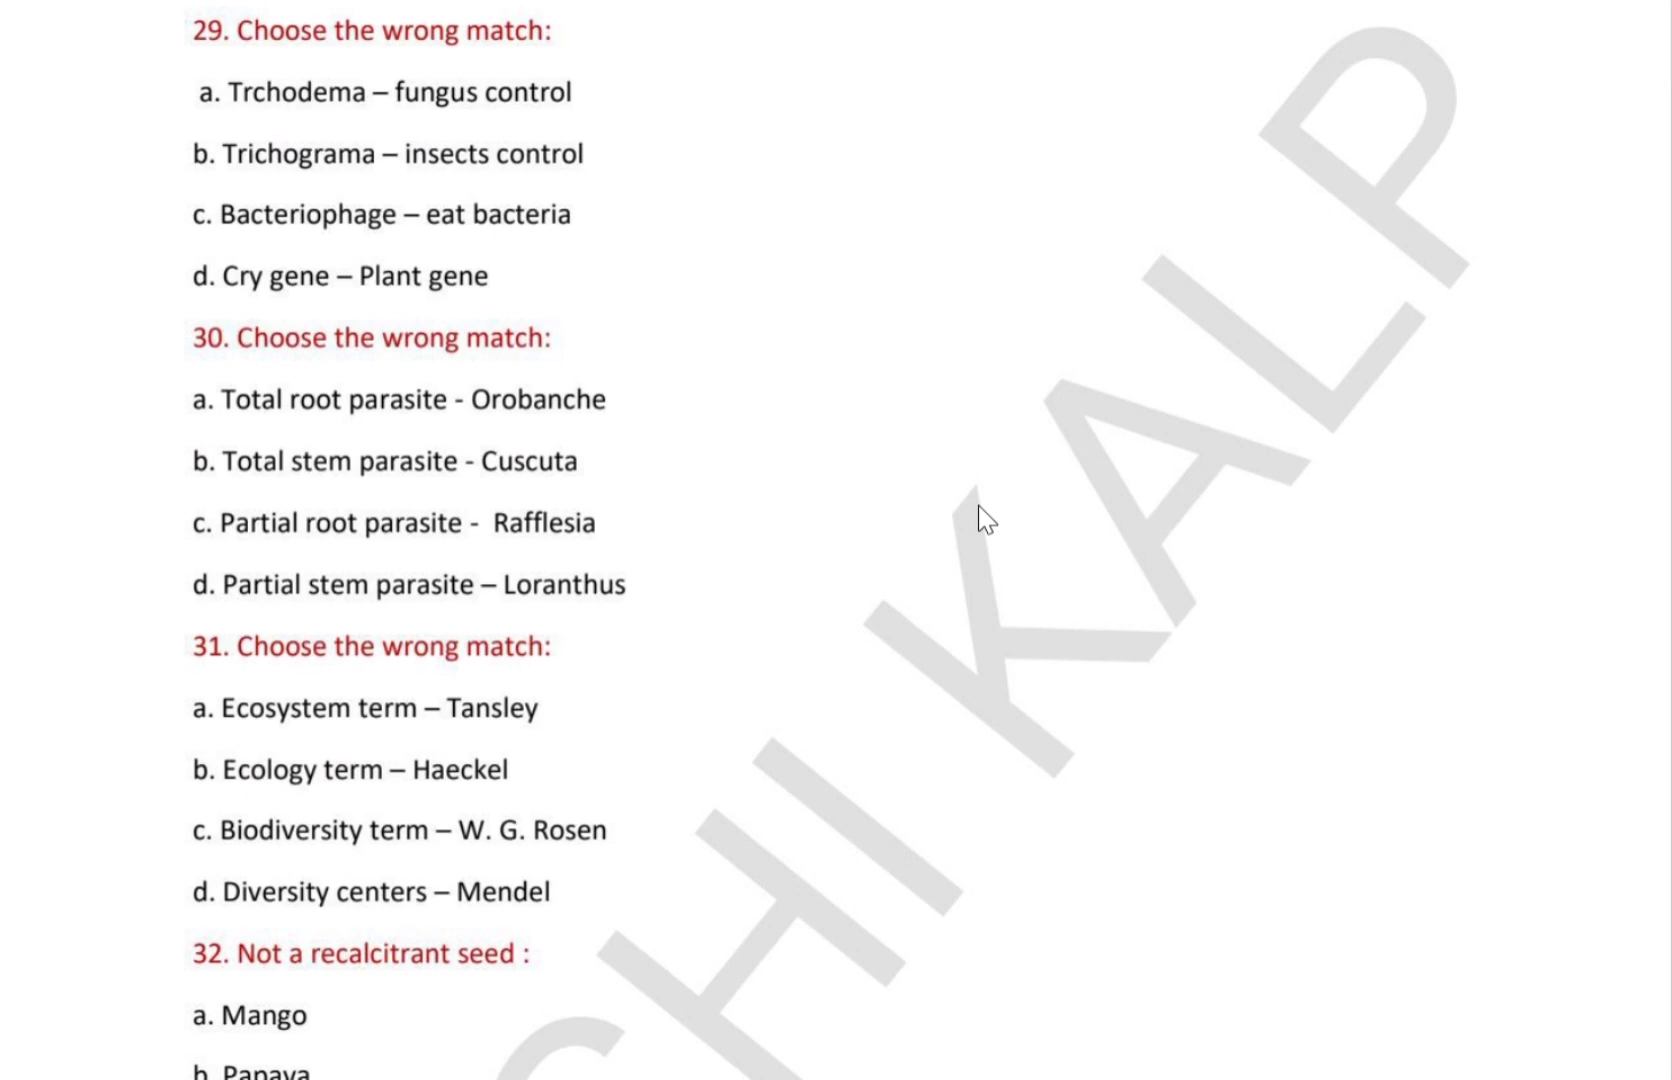 29. Choose the wrong match:
a. Trchodema – fungus control
b. Trichograma – insects control
c. Bacteriophage – eat bacteria
d. Cry gene – Plant gene
30. Choose the wrong match:
a. Total root parasite - Orobanche
b. Total stem parasite - Cuscuta
c. Partial root parasite - Rafflesia
d. Partial stem parasite – Loranthus
31. Choose the wrong match:
a. Ecosystem term – Tansley
b. Ecology term – Haeckel
c. Biodiversity term – W. G. Rosen
d. Diversity centers – Mendel
32. Not a recalcitrant seed :
a. Mango
b. Papaya
CHI KALP